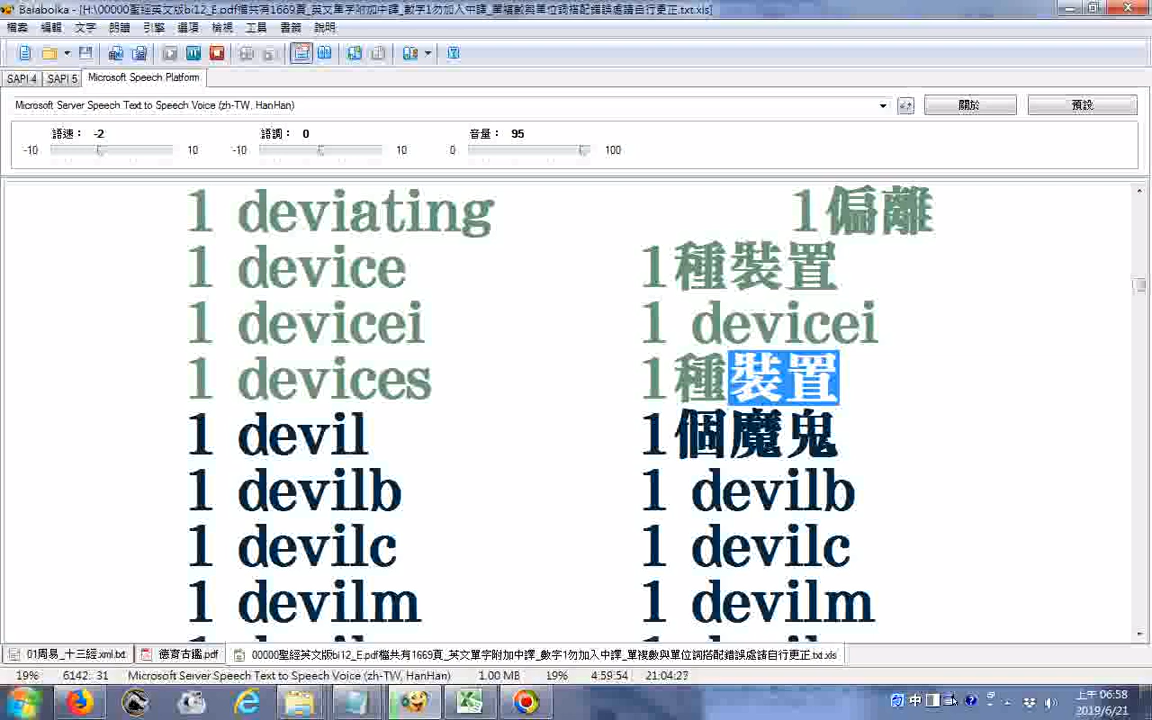 Balabolka - [H:\00000聖經英文版bi12_E.pdf檔共有1669頁_英文單字附加中譯_數字1勿加入中譯_單複數與單位詞搭配錯誤處請自行更正.txt.xls]
檔案 編輯 文字 朗讀 引擎 選項 檢視 工具 書籤 說明
SAPI 4 SAPI 5 Microsoft Speech Platform
Microsoft Server Speech Text to Speech Voice (zh-TW, HanHan) 關於 預設
語速: -2 語調: 0 音量: 95
-10 10 -10 10 0 100
1 deviating 1偏離
1 device 1種裝置
1 devicei 1 devicei
1 devices 1種裝置
1 devil 1個魔鬼
1 devilb 1 devilb
1 devilc 1 devilc
1 devilm 1 devilm
01周易_十三經.xml.txt 德育古鑑.pdf 00000聖經英文版bi12_E.pdf檔共有1669頁_英文單字附加中譯_數字1勿加入中譯_單複數與單位詞搭配錯誤處請自行更正.txt.xls
19% 6142: 31 Microsoft Server Speech Text to Speech Voice (zh-TW, HanHan) 1.00 MB 19% 4:59:54 21:04:27
中 上午 06:58
2019/6/21